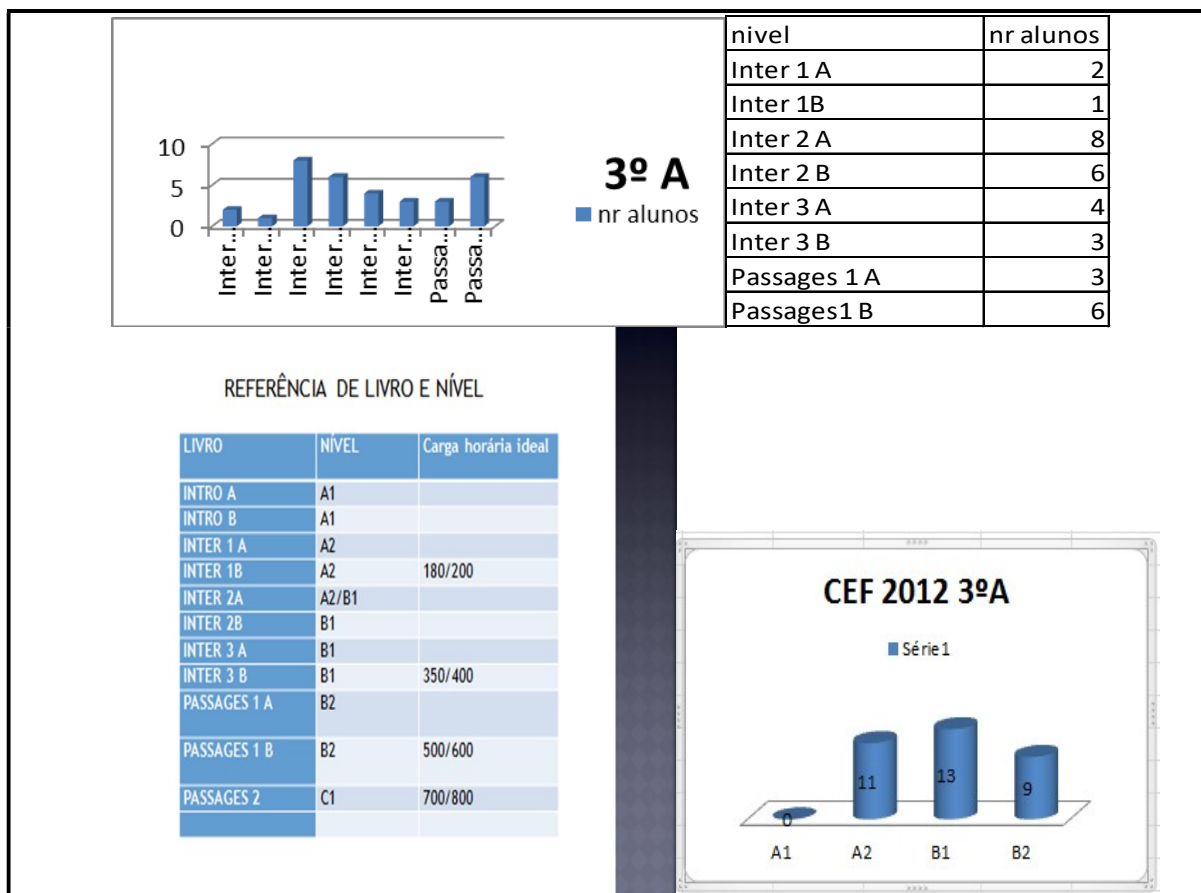 10
5
0
Inter...
Inter...
Inter...
Inter...
Inter...
Inter...
Passa...
Passa...
3º A
nr alunos
nivel nr alunos
Inter 1 A 2
Inter 1B 1
Inter 2 A 8
Inter 2 B 6
Inter 3 A 4
Inter 3 B 3
Passages 1 A 3
Passages1 B 6
REFERÊNCIA DE LIVRO E NÍVEL
LIVRO NÍVEL Carga horária ideal
INTRO A A1
INTRO B A1
INTER 1 A A2
INTER 1B A2 180/200
INTER 2A A2/B1
INTER 2B B1
INTER 3 A B1
INTER 3 B B1 350/400
PASSAGES 1 A B2
PASSAGES 1 B B2 500/600
PASSAGES 2 C1 700/800
CEF 2012 3ºA
Série1
0 11 13 9
A1 A2 B1 B2